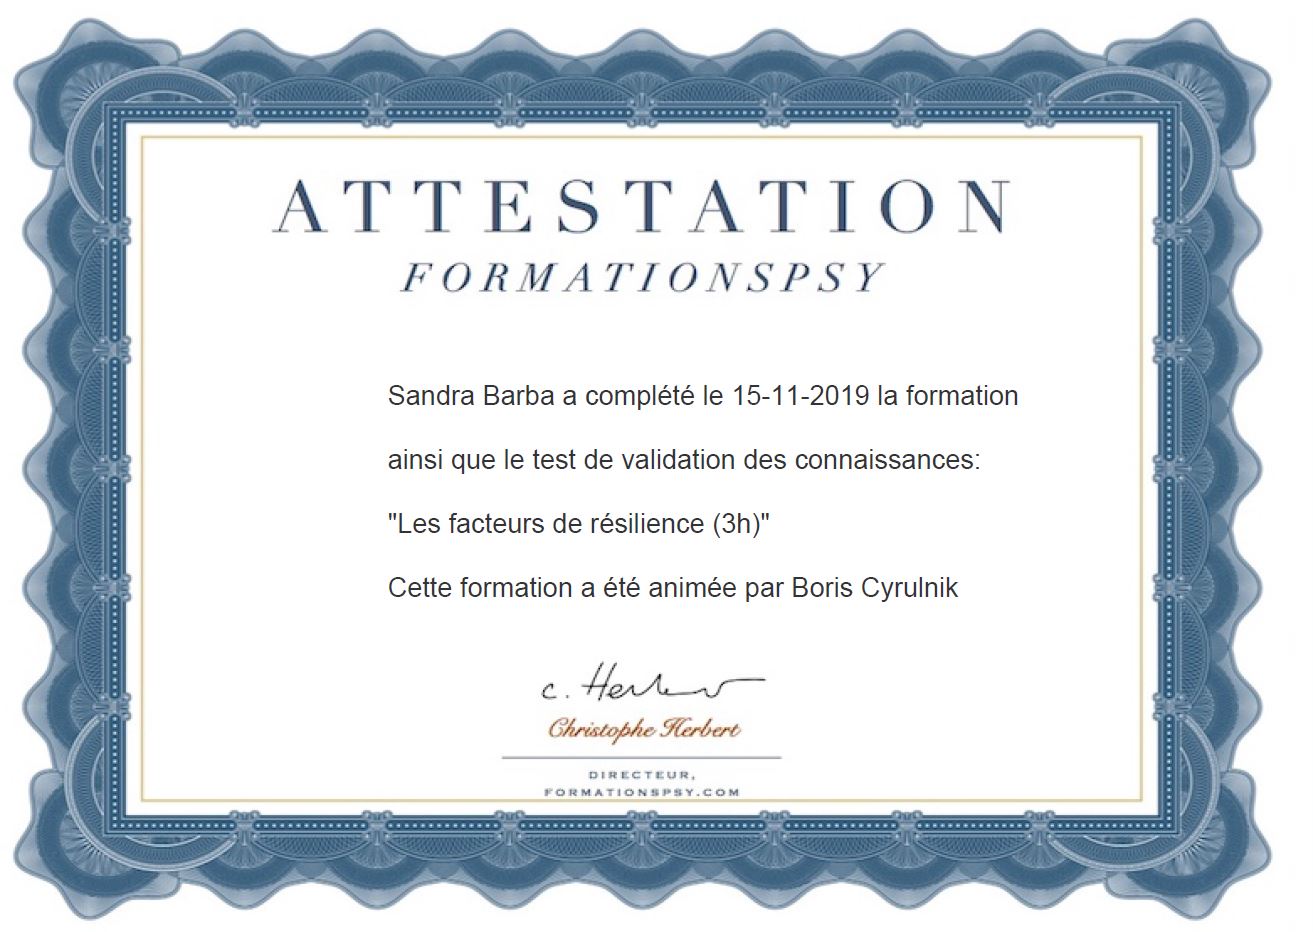 ATTESTATION
FORMATIONSPSY
Sandra Barba a complété le 15-11-2019 la formation
ainsi que le test de validation des connaissances:
"Les facteurs de résilience (3h)"
Cette formation a été animée par Boris Cyrulnik
C. Herbert
Christophe Herbert
DIRECTEUR,
FORMATIONSPSY.COM